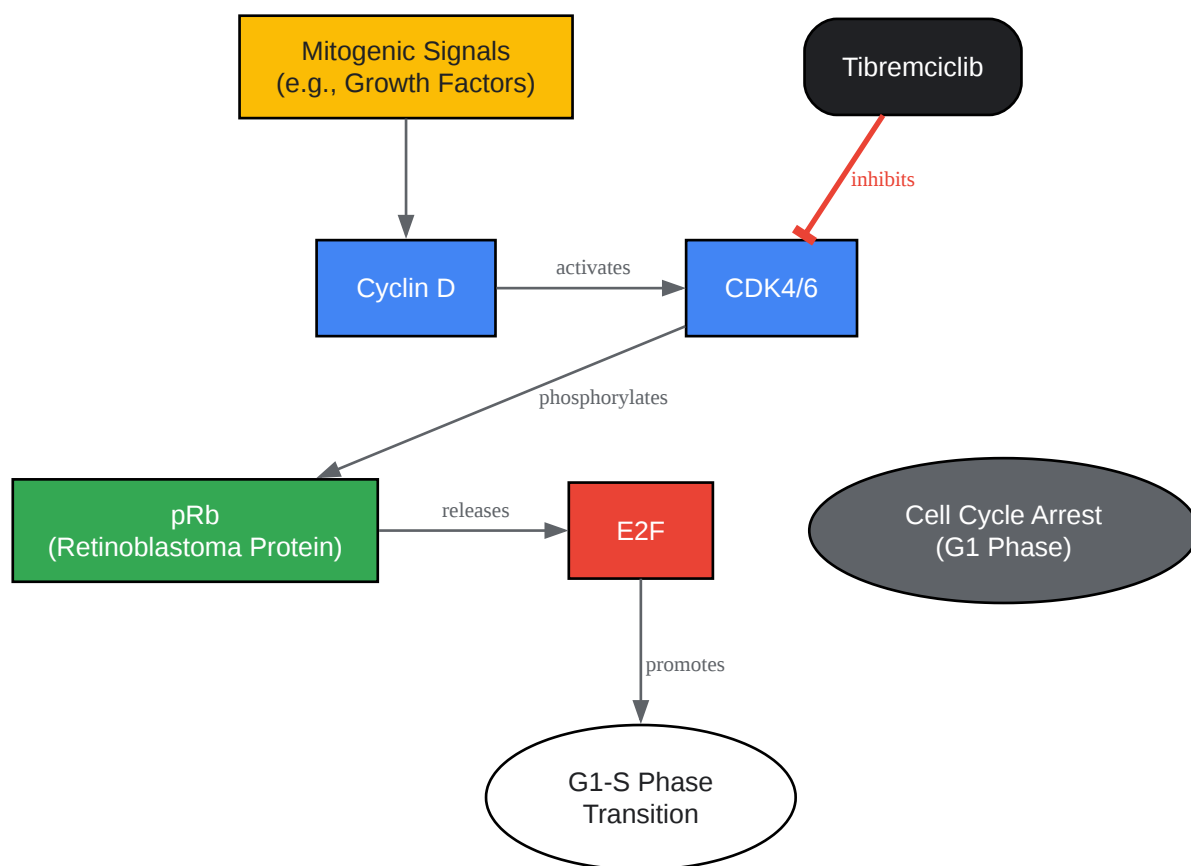 Mitogenic Signals
(e.g., Growth Factors)
Tibremciclib
inhibits
Cyclin D
activates
CDK4/6
phosphorylates
pRb
(Retinoblastoma Protein)
releases
E2F
Cell Cycle Arrest
(G1 Phase)
promotes
G1-S Phase
Transition